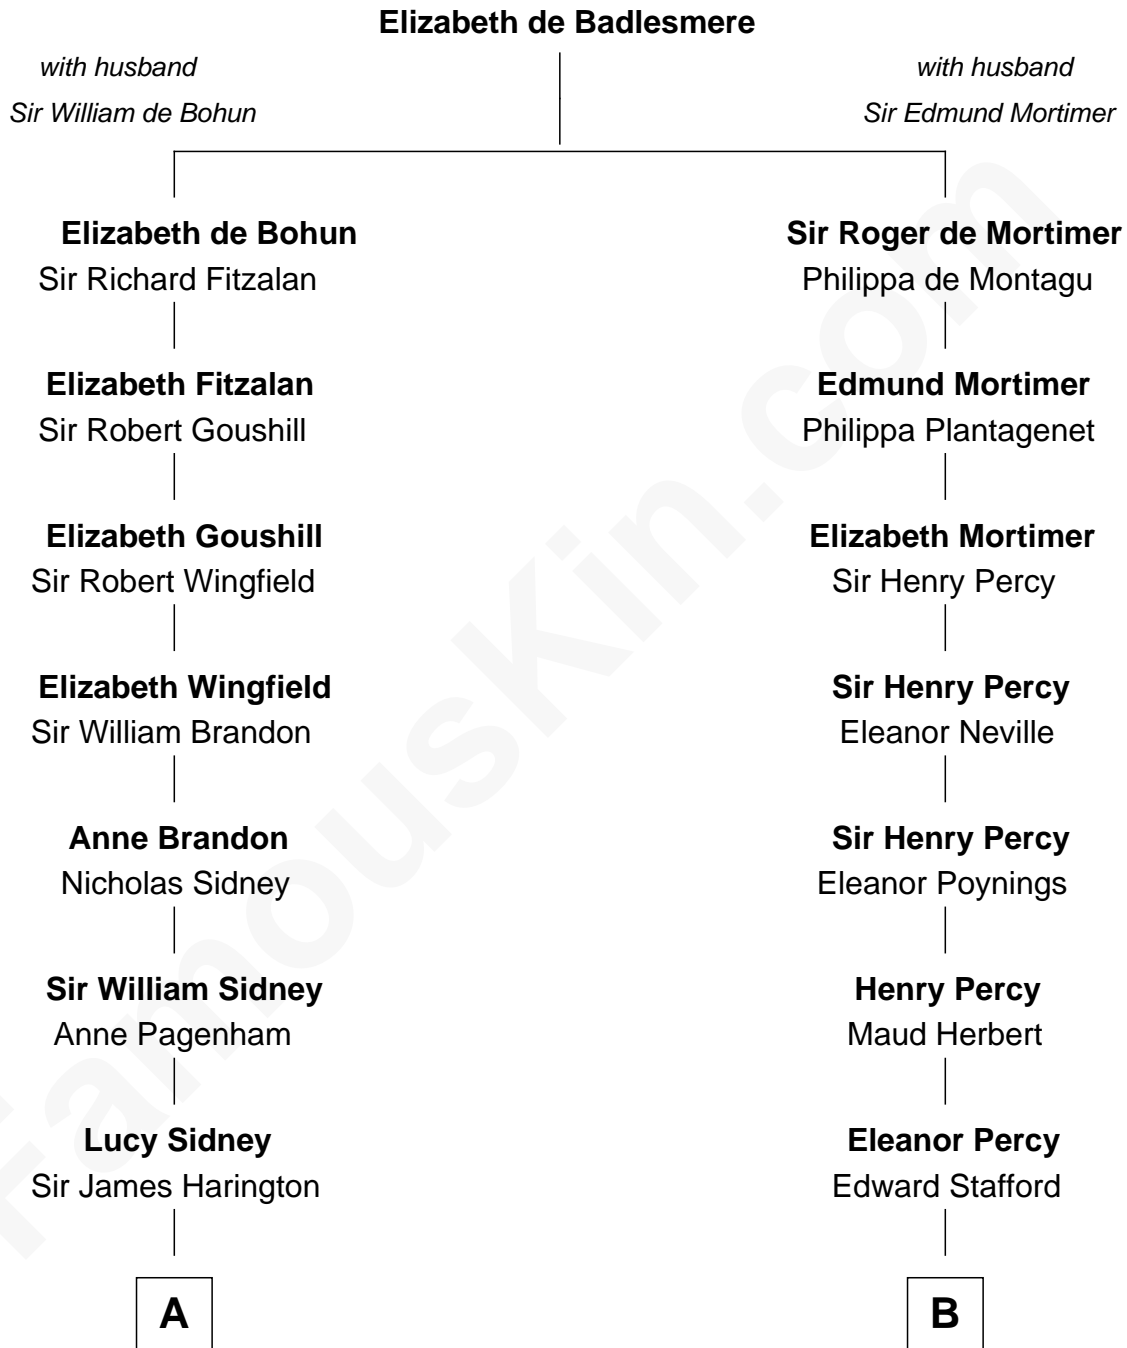 Elizabeth de Badlesmere
with husband
Sir William de Bohun
with husband
Sir Edmund Mortimer
Elizabeth de Bohun
Sir Richard Fitzalan
Sir Roger de Mortimer
Philippa de Montagu
Elizabeth Fitzalan
Sir Robert Goushill
Edmund Mortimer
Philippa Plantagenet
Elizabeth Goushill
Sir Robert Wingfield
Elizabeth Mortimer
Sir Henry Percy
Elizabeth Wingfield
Sir William Brandon
Sir Henry Percy
Eleanor Neville
Anne Brandon
Nicholas Sidney
Sir Henry Percy
Eleanor Poynings
Sir William Sidney
Anne Pagenham
Henry Percy
Maud Herbert
Lucy Sidney
Sir James Harington
Eleanor Percy
Edward Stafford
A
B
FamousKin.com